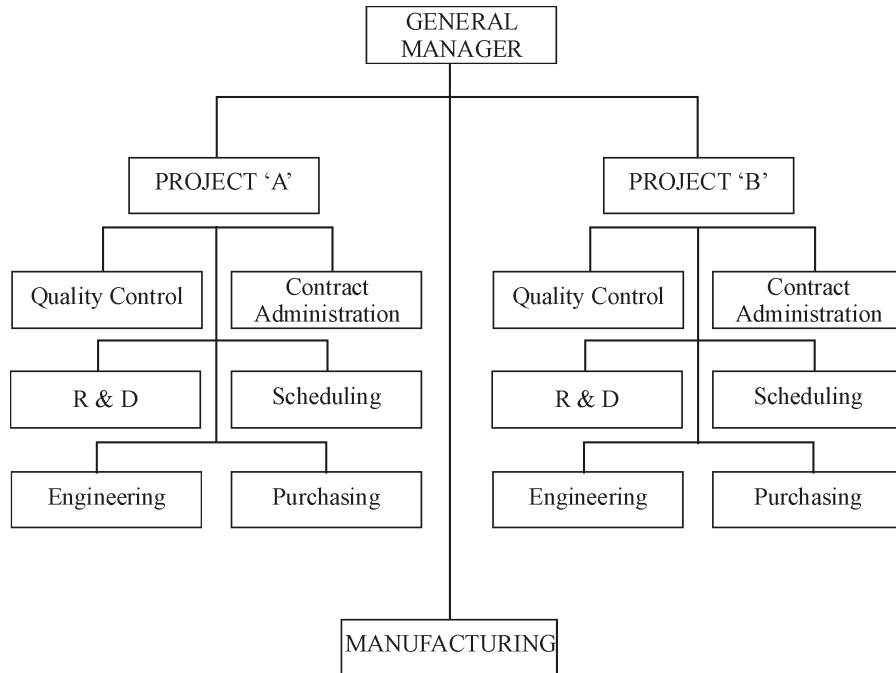 GENERAL
MANAGER
PROJECT ‘A’
PROJECT ‘B’
Quality Control
Contract
Administration
Quality Control
Contract
Administration
R & D
Scheduling
R & D
Scheduling
Engineering
Purchasing
Engineering
Purchasing
MANUFACTURING